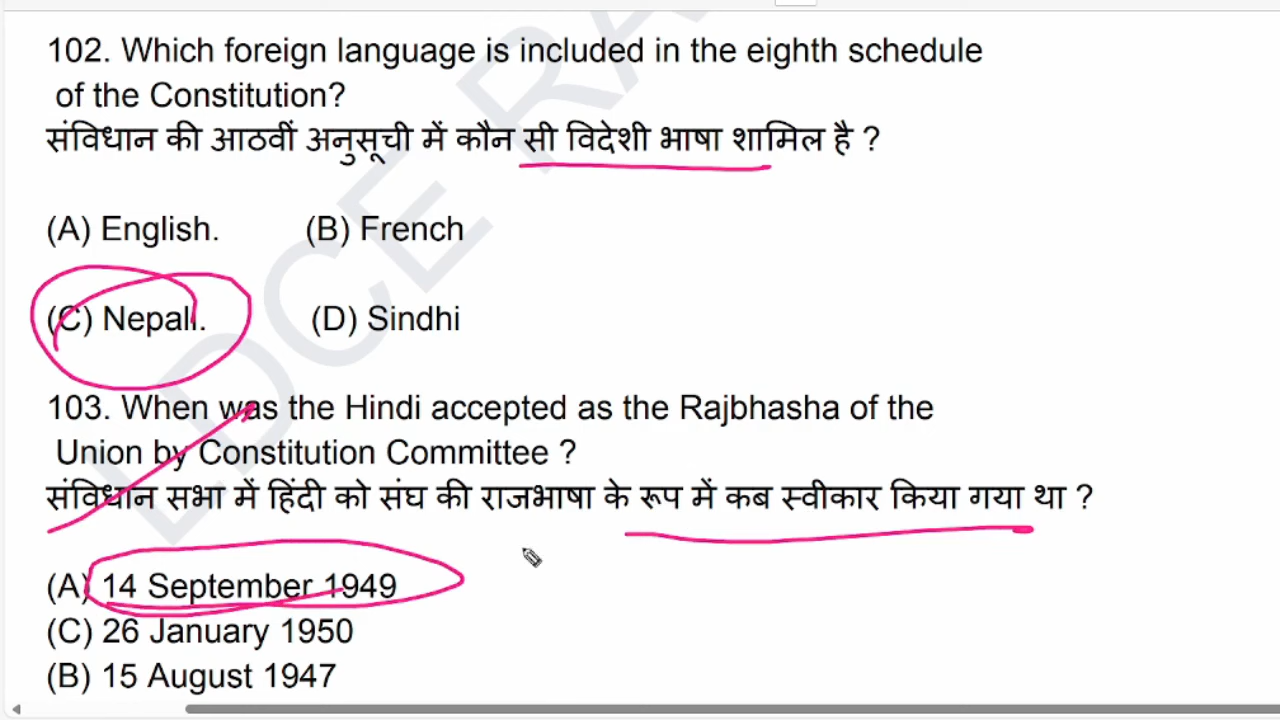 102. Which foreign language is included in the eighth schedule
of the Constitution?
संविधान की आठवीं अनुसूची में कौन सी विदेशी भाषा शामिल है ?
(A) English. (B) French
(C) Nepali. (D) Sindhi
103. When was the Hindi accepted as the Rajbhasha of the
Union by Constitution Committee ?
संविधान सभा में हिंदी को संघ की राजभाषा के रूप में कब स्वीकार किया गया था ?
(A) 14 September 1949
(C) 26 January 1950
(B) 15 August 1947
LDCE RA